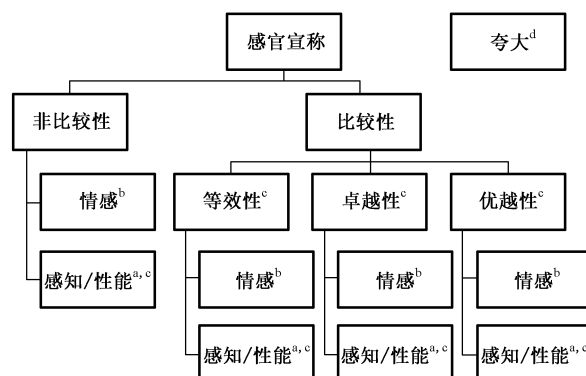 感官宣称
夸大d
非比较性
比较性
情感b
等效性c
卓越性c
优越性c
感知/性能a,c
情感b
情感b
情感b
感知/性能a,c
感知/性能a,c
感知/性能a,c